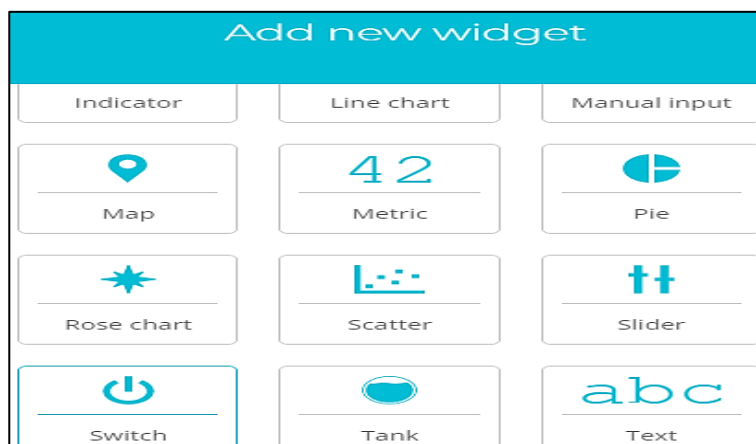 Add new widget
Indicator
Line chart
Manual input
42
Map
Metric
Pie
Rose chart
Scatter
Slider
abc
Switch
Tank
Text